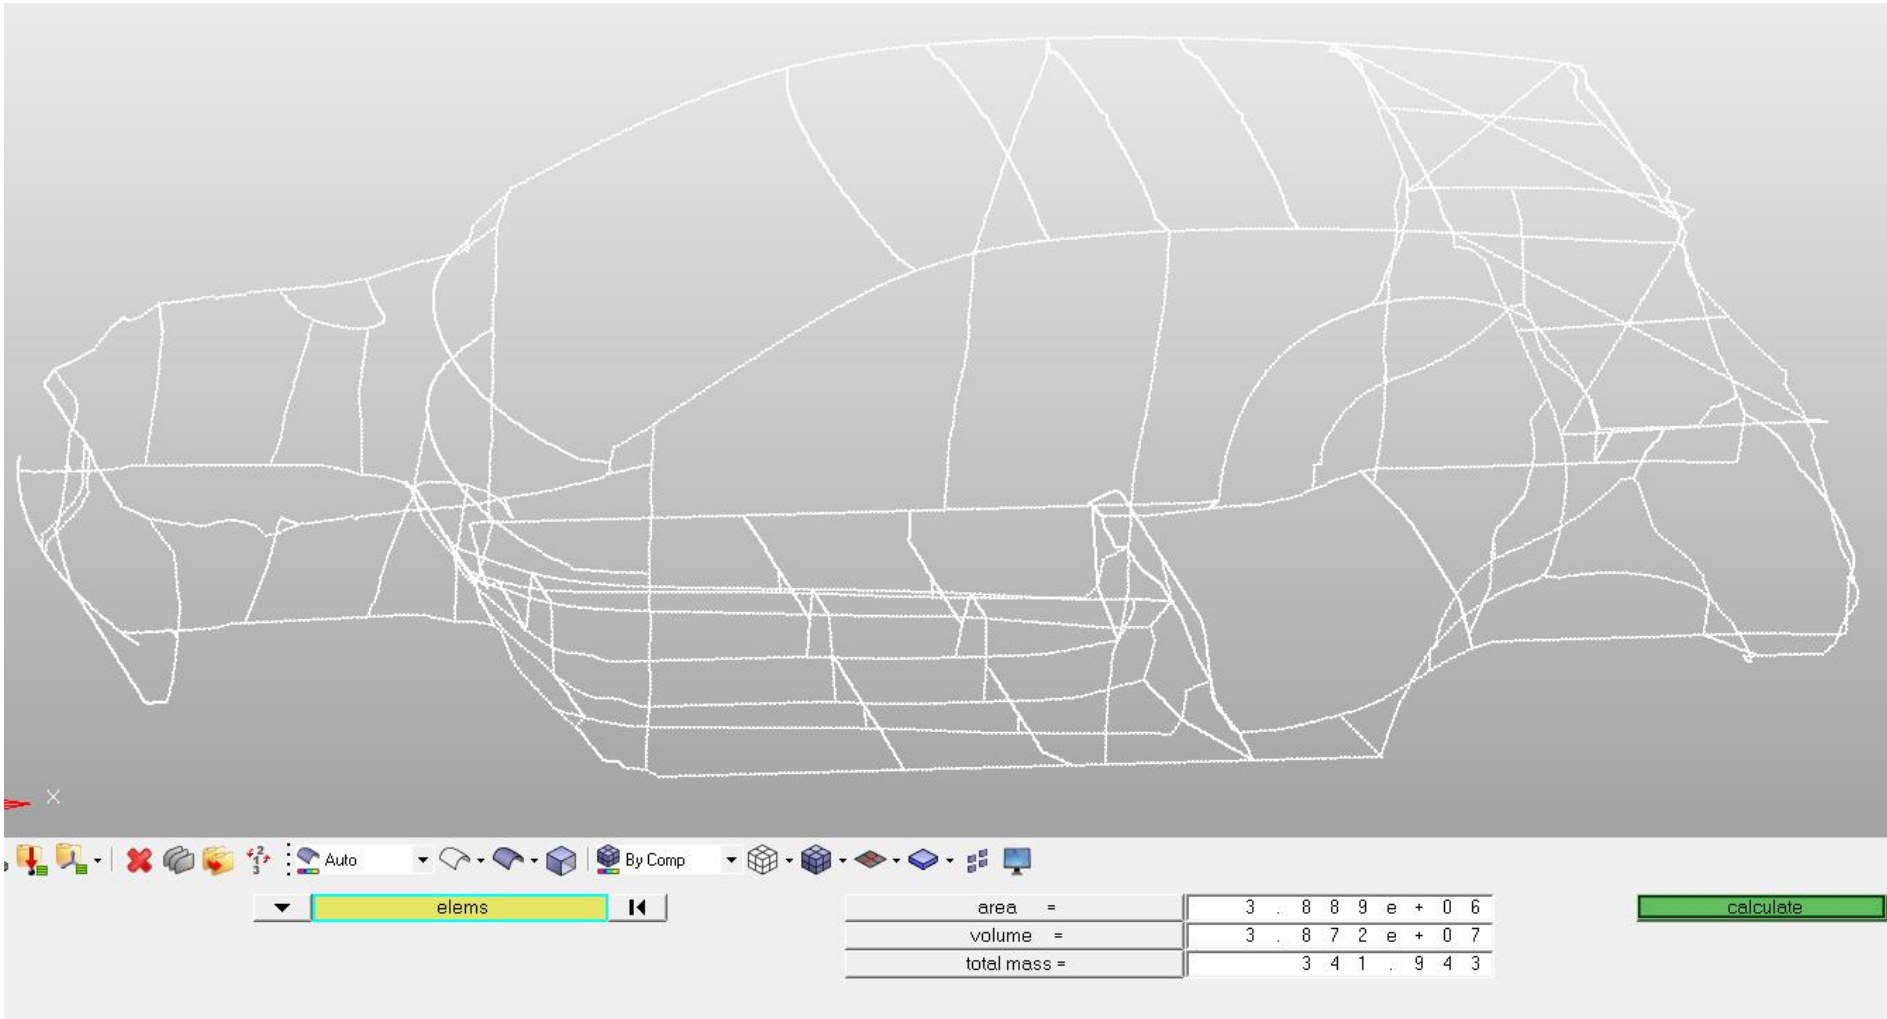 X
Auto
By Comp
elems
area =
3.889e+06
calculate
volume =
3.872e+07
total mass =
341.943